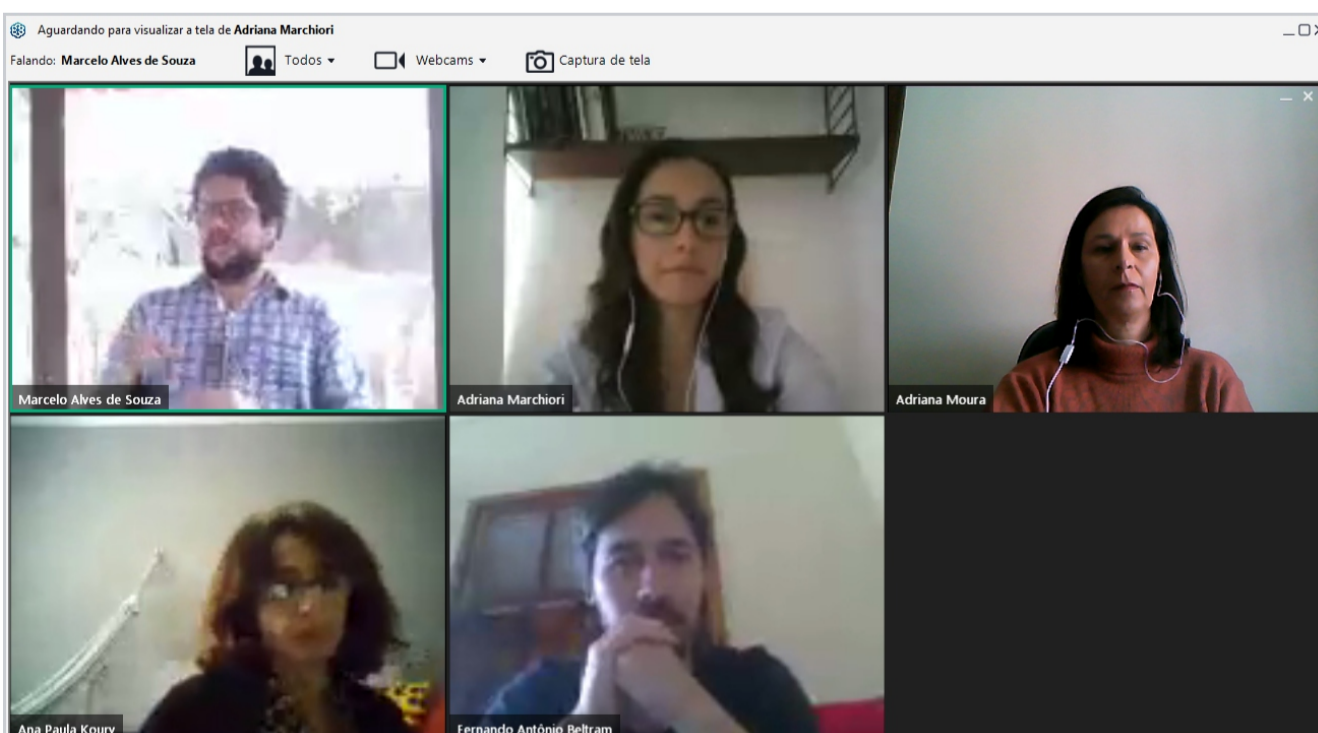 Aguardando para visualizar a tela de Adriana Marchiori
Falando: Marcelo Alves de Souza Todos Webcams Captura de tela
Marcelo Alves de Souza
Adriana Marchiori
Adriana Moura
Ana Paula Koury
Fernando Antônio Beltram